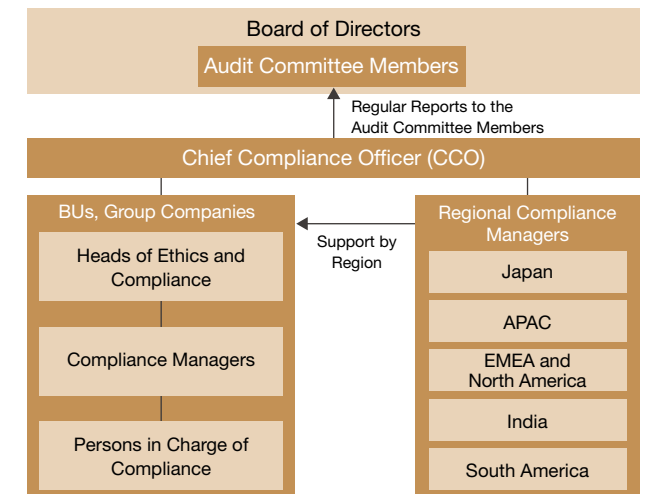 Board of Directors
Audit Committee Members
Regular Reports to the
Audit Committee Members
Chief Compliance Officer (CCO)
BUs, Group Companies
Heads of Ethics and
Compliance
Compliance Managers
Persons in Charge of
Compliance
Support by
Region
Regional Compliance
Managers
Japan
APAC
EMEA and
North America
India
South America